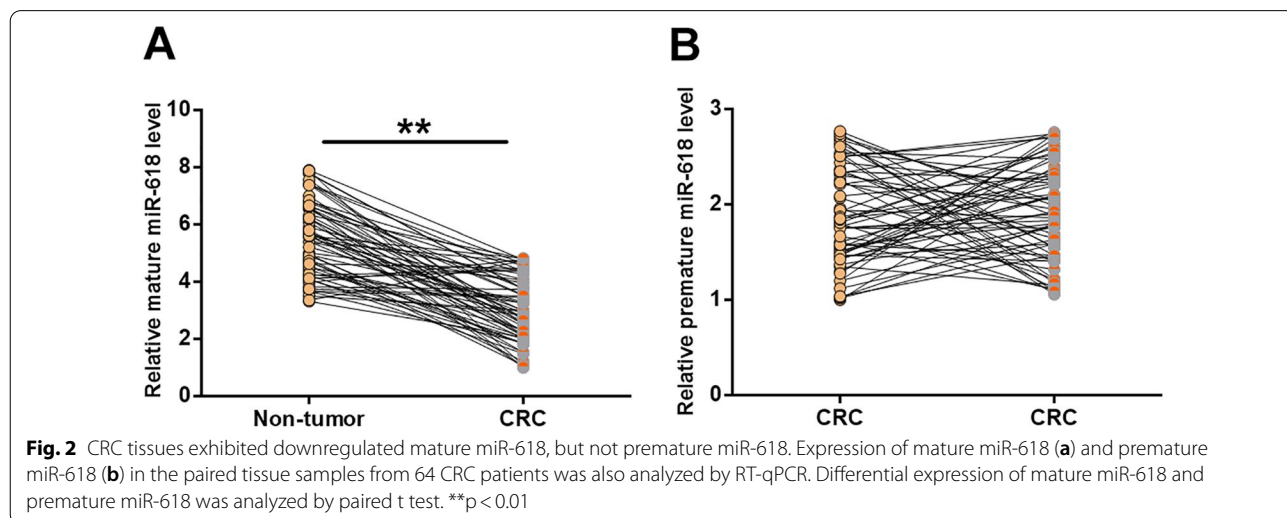 A
Relative mature miR-618 level
10
8
6
4
2
0
**
Non-tumor CRC
B
Relative premature miR-618 level
3
2
1
0
CRC CRC
Fig. 2 CRC tissues exhibited downregulated mature miR-618, but not premature miR-618. Expression of mature miR-618 (a) and premature
miR-618 (b) in the paired tissue samples from 64 CRC patients was also analyzed by RT-qPCR. Differential expression of mature miR-618 and
premature miR-618 was analyzed by paired t test. **p < 0.01